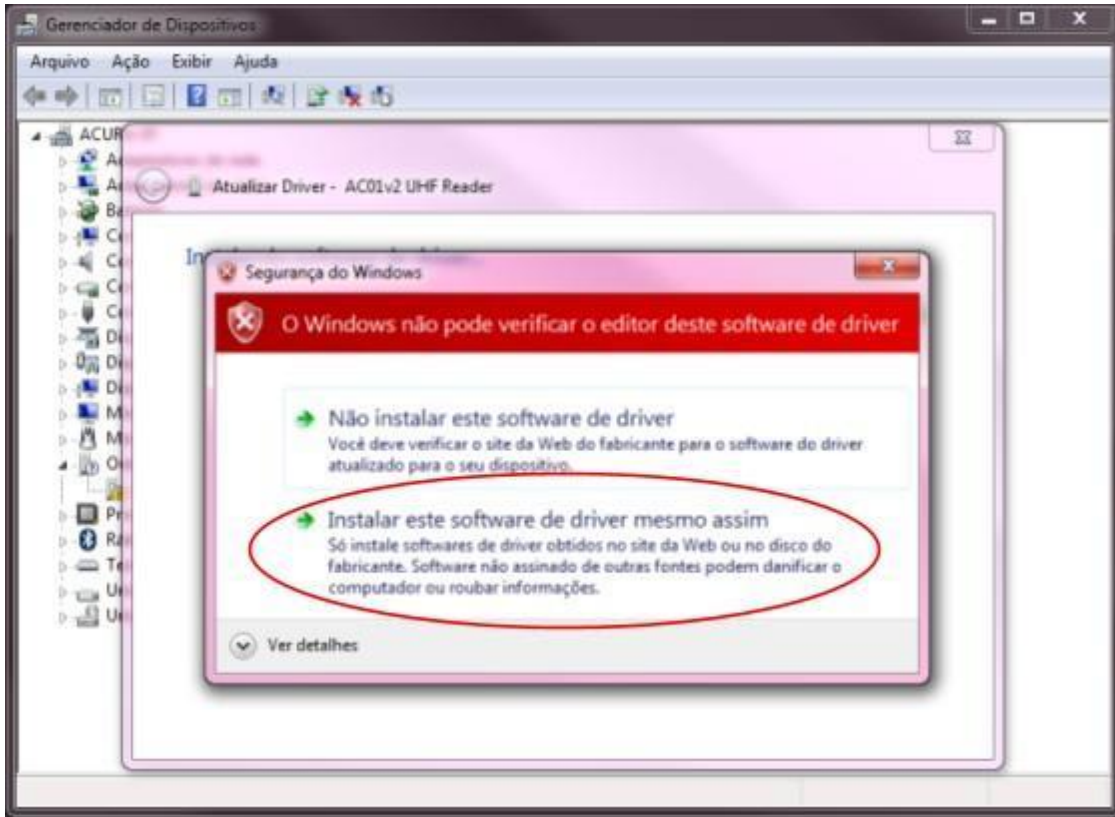 Gerenciador de Dispositivos
Arquivo Ação Exibir Ajuda
Atualizar Driver - AC01v2 UHF Reader
Segurança do Windows
O Windows não pode verificar o editor deste software de driver
Não instalar este software de driver
Você deve verificar o site da Web do fabricante para o software do driver
atualizado para o seu dispositivo.
Instalar este software de driver mesmo assim
Só instale softwares de driver obtidos no site da Web ou no disco do
fabricante. Software não assinado de outras fontes podem danificar o
computador ou roubar informações.
Ver detalhes